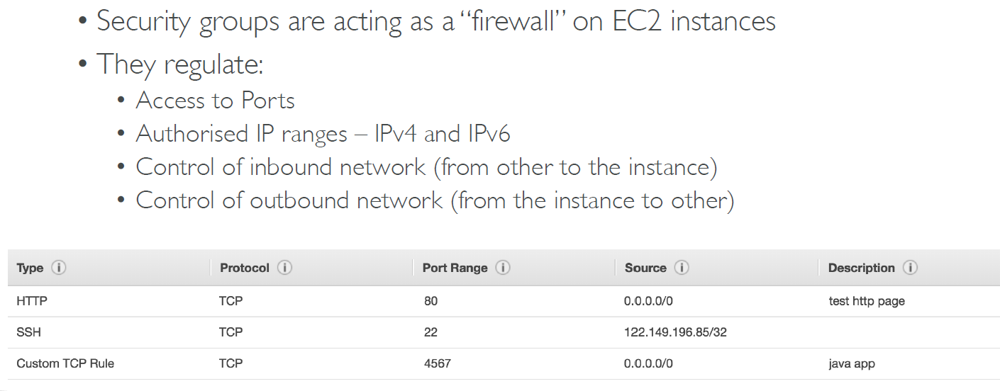 • Security groups are acting as a “firewall” on EC2 instances
• They regulate:
• Access to Ports
• Authorised IP ranges – IPv4 and IPv6
• Control of inbound network (from other to the instance)
• Control of outbound network (from the instance to other)
Type i Protocol i Port Range i Source i Description i
HTTP TCP 80 0.0.0.0/0 test http page
SSH TCP 22 122.149.196.85/32
Custom TCP Rule TCP 4567 0.0.0.0/0 java app